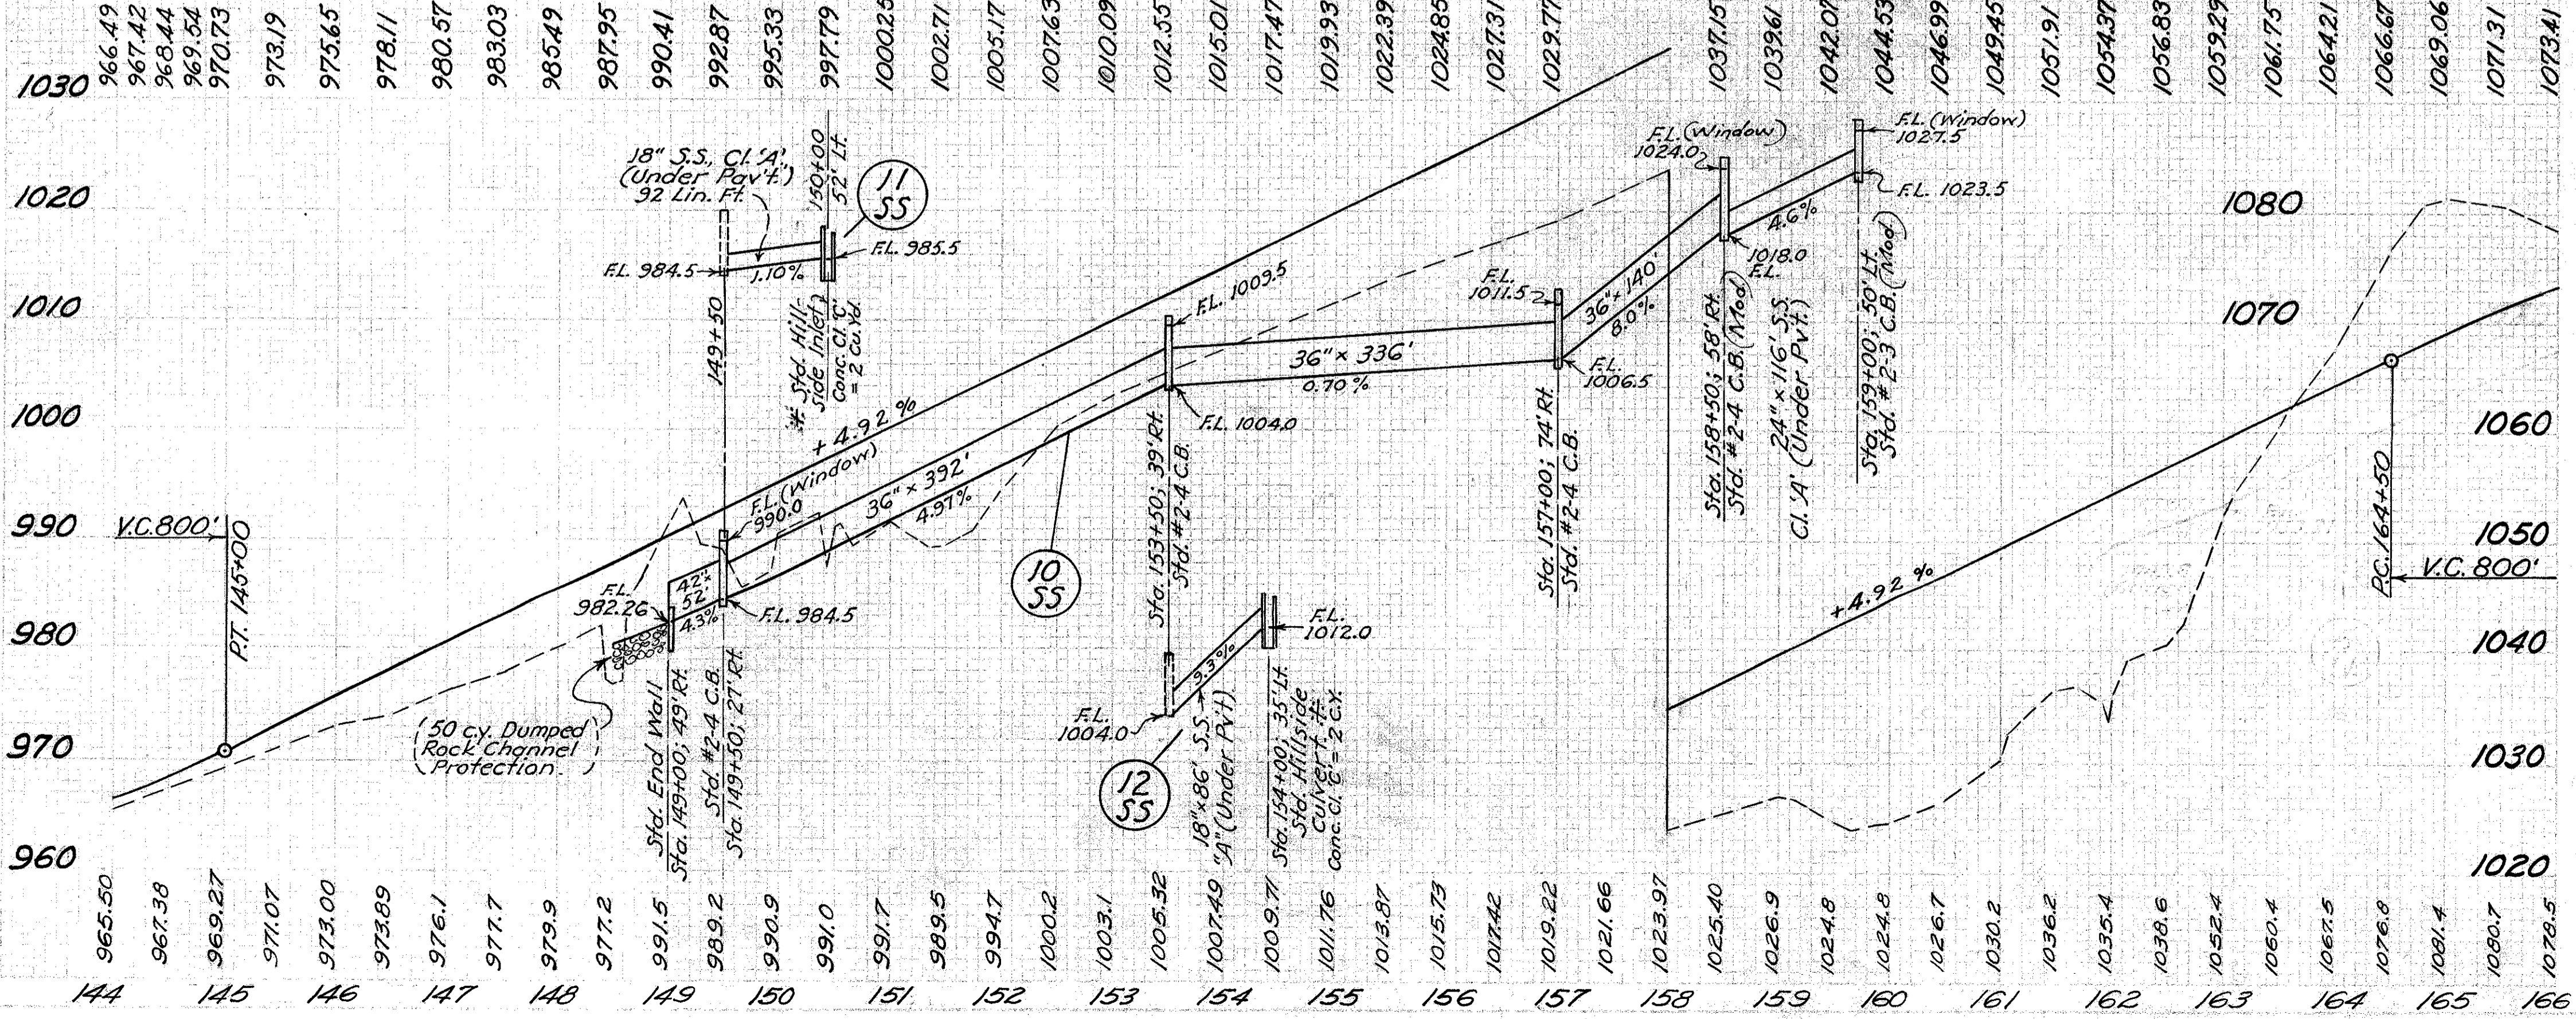 966.49 967.42 968.44 969.54 970.73 973.19 975.65 978.11 980.57 983.03 985.49 987.95 990.41 992.87 995.33 997.79 1000.25 1002.71 1005.17 1007.63 1010.09 1012.55 1015.01 1017.47 1019.93 1022.39 1024.85 1027.31 1029.77 1037.15 1039.61 1042.07 1044.53 1046.99 1049.45 1051.91 1054.37 1056.83 1059.29 1061.75 1064.21 1066.67 1069.06 1071.31 1073.41
1030
1020
1010
1000
990
980
970
960
1080
1070
1060
1050
1040
1030
1020
V.C. 800'
P.T. 145+00
18" S.S., Cl. 'A',
(Under Pav't.)
92 Lin. Ft.
150+00
52' Lt.
11
SS
F.L. 984.5
1.10%
F.L. 985.5
149+50
# Std. Hill-
side Inlet)
Conc. Cl. 'C'
= 2 Cu.Yd.
+ 4.92 %
F.L. (Window)
990.0
36" x 392'
4.97%
42"x
52'
4.3%
F.L.
982.26
F.L. 984.5
(50 c.y. Dumped
Rock Channel
Protection.)
Std. End Wall
Sta. 149+00; 49' Rt.
Std. #2-4 C.B.
Sta. 149+50; 27' Rt.
10
SS
F.L. 1009.5
F.L. 1004.0
Sta. 153+50; 39' Rt.
Std. #2-4 C.B.
36" x 336'
0.70 %
F.L.
1004.0
9.3%
F.L.
1012.0
12
SS
18"x86' S.S.
"A" (Under Pv't)
Sta. 154+00; 35' Lt.
Std. Hillside
Culvert #
Conc. Cl. 'C' = 2 C.Y.
F.L.
1011.5
F.L.
1006.5
Sta. 157+00; 74' Rt.
Std. #2-4 C.B.
36"x 140'
8.0%
F.L. (Window)
1024.0
1018.0
F.L.
Sta. 158+50; 58' Rt.
Std. #2-4 C.B. (Mod)
4.6%
24"x116' S.S.
Cl. 'A' (Under Pvt.)
F.L. (Window)
1027.5
F.L. 1023.5
Sta. 159+00; 50' Lt.
Std. #2-3 C.B. (Mod.)
+4.92 %
P.C. 164+50
V.C. 800'
965.50 967.38 969.27 971.07 973.00 973.89 976.1 977.7 979.9 977.2 991.5 989.2 990.9 991.0 991.7 989.5 994.7 1000.2 1003.1 1005.32 1007.49 1009.71 1011.76 1013.87 1015.73 1017.42 1019.22 1021.66 1023.97 1025.40 1026.9 1024.8 1024.8 1026.7 1030.2 1036.2 1035.4 1038.6 1052.4 1060.4 1067.5 1076.8 1081.4 1080.7 1078.5
144 145 146 147 148 149 150 151 152 153 154 155 156 157 158 159 160 161 162 163 164 165 166